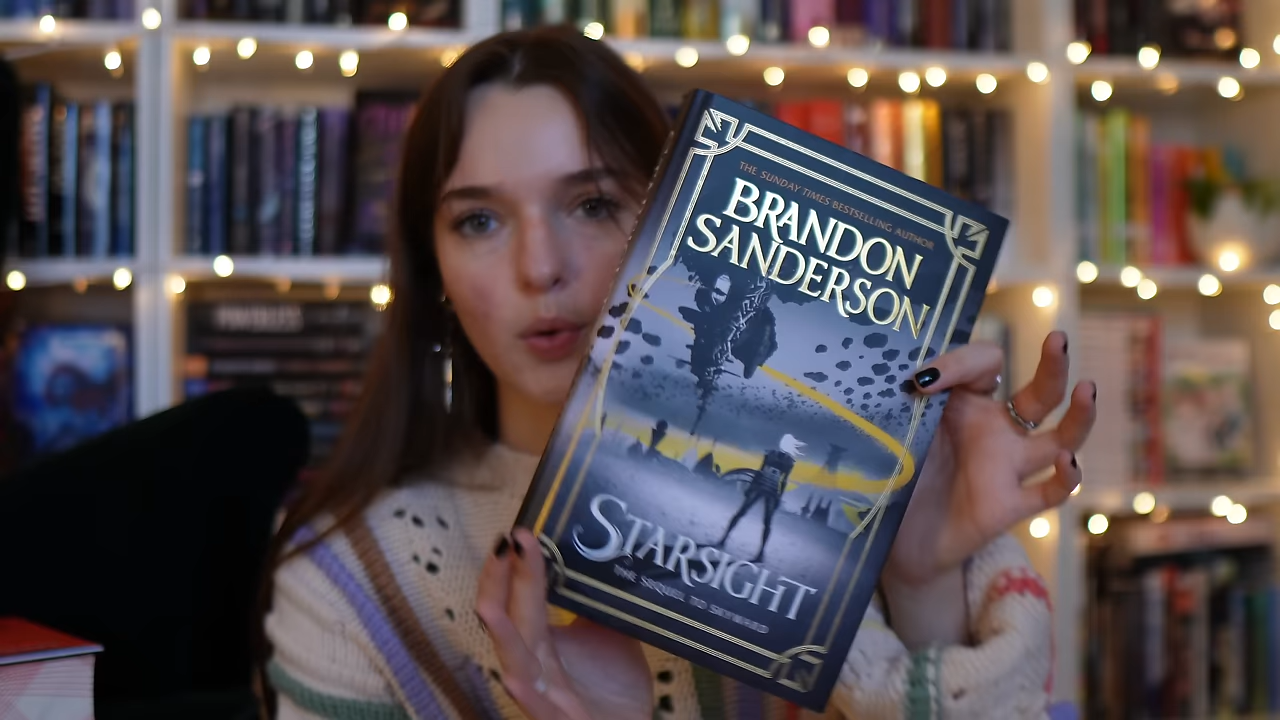 THE SUNDAY TIMES BESTSELLING AUTHOR
BRANDON
SANDERSON
STARSIGHT
THE SEQUEL TO SKYWARD